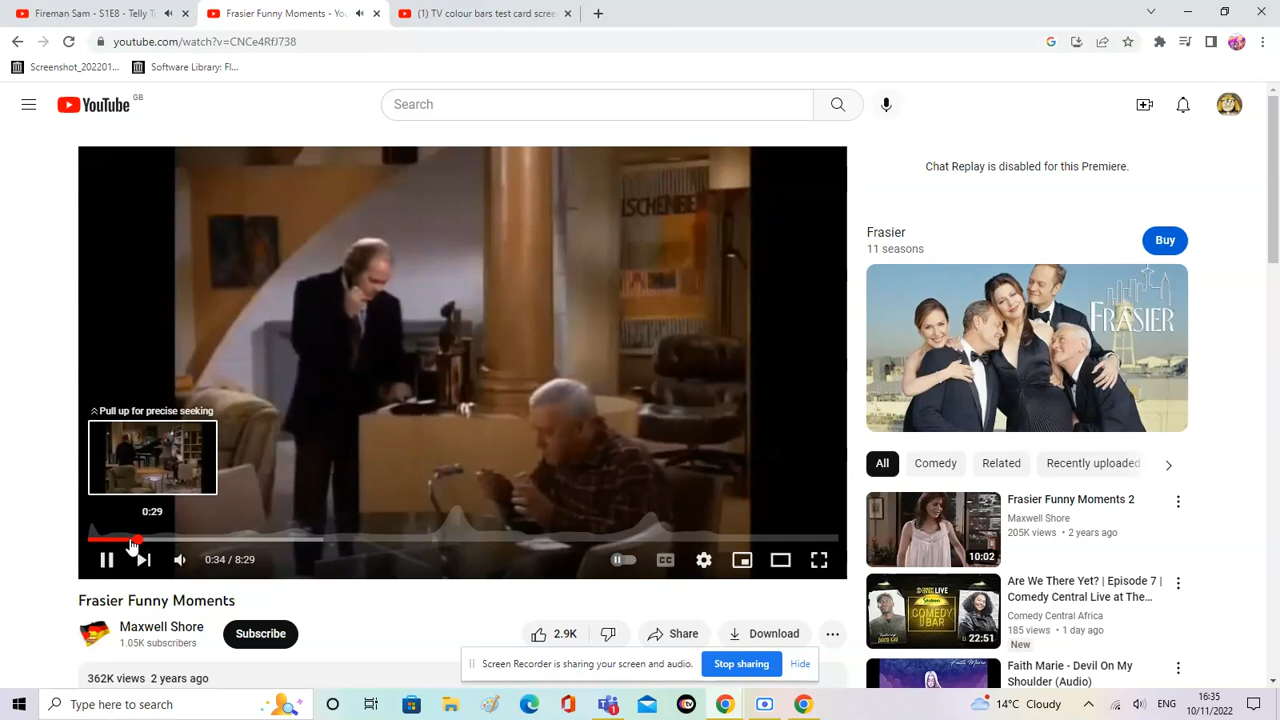 Fireman Sam - S1E8 - Telly T
Frasier Funny Moments - You
(1) TV colour bars test card scree
youtube.com/watch?v=CNCe4RfJ738
Screenshot_202201...
Software Library: Fl...
YouTube GB
Search
Chat Replay is disabled for this Premiere.
Frasier
11 seasons
Buy
FRASIER
All
Comedy
Related
Recently uploaded
Pull up for precise seeking
0:29
0:34 / 8:29
CC
Frasier Funny Moments 2
Maxwell Shore
205K views • 2 years ago
10:02
Are We There Yet? | Episode 7 |
Comedy Central Live at The...
Comedy Central Africa
185 views • 1 day ago
New
LIVE
COMEDY
BAR
22:51
Faith Marie - Devil On My
Shoulder (Audio)
Frasier Funny Moments
Maxwell Shore
1.05K subscribers
Subscribe
2.9K
Share
Download
362K views 2 years ago
Screen Recorder is sharing your screen and audio.
Stop sharing
Hide
Type here to search
14°C Cloudy
ENG
16:35
10/11/2022